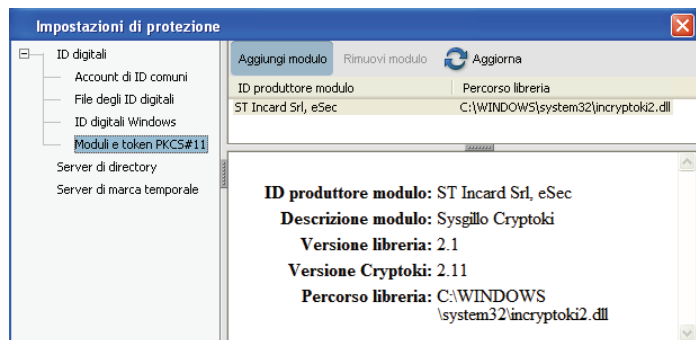 Impostazioni di protezione
ID digitali
Account di ID comuni
File degli ID digitali
ID digitali Windows
Moduli e token PKCS#11
Server di directory
Server di marca temporale
Aggiungi modulo Rimuovi modulo Aggiorna
ID produttore modulo Percorso libreria
ST Incard Srl, eSec C:\WINDOWS\system32\incryptoki2.dll
ID produttore modulo: ST Incard Srl, eSec
Descrizione modulo: Sysgillo Cryptoki
Versione libreria: 2.1
Versione Cryptoki: 2.11
Percorso libreria: C:\WINDOWS
\system32\incryptoki2.dll